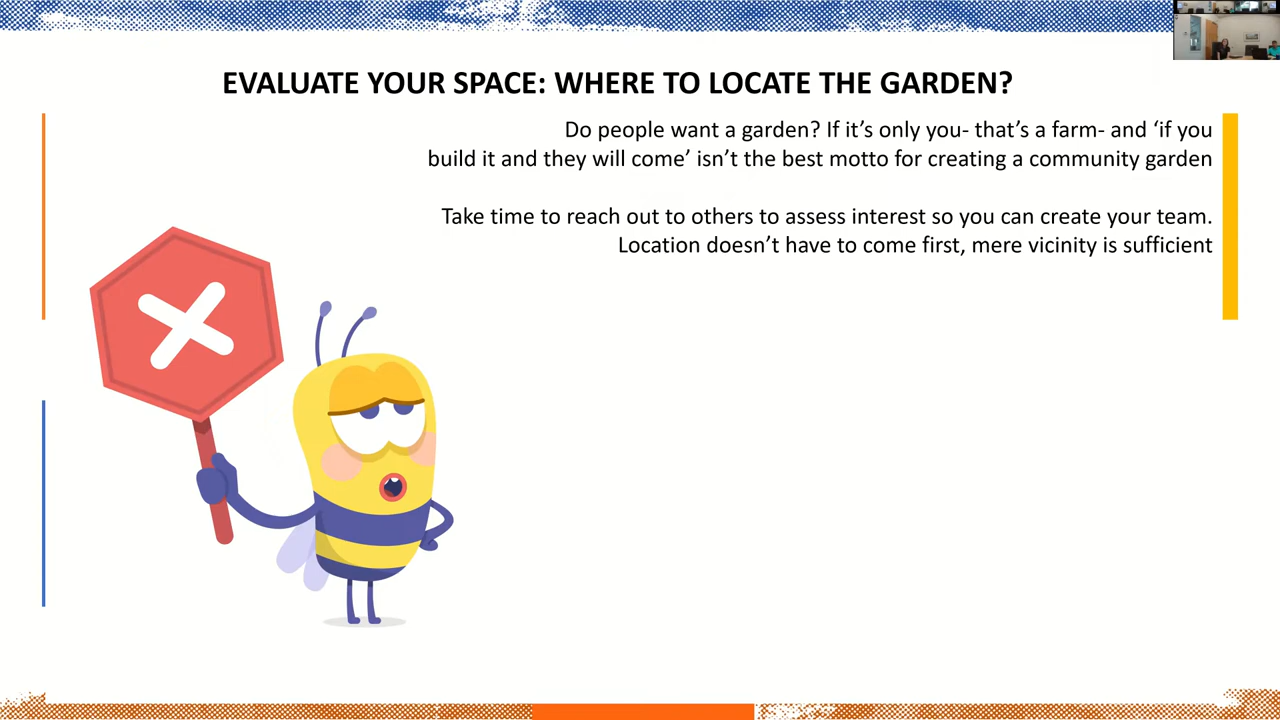 EVALUATE YOUR SPACE: WHERE TO LOCATE THE GARDEN?
Do people want a garden? If it’s only you- that’s a farm- and ‘if you
build it and they will come’ isn’t the best motto for creating a community garden
Take time to reach out to others to assess interest so you can create your team.
Location doesn’t have to come first, mere vicinity is sufficient